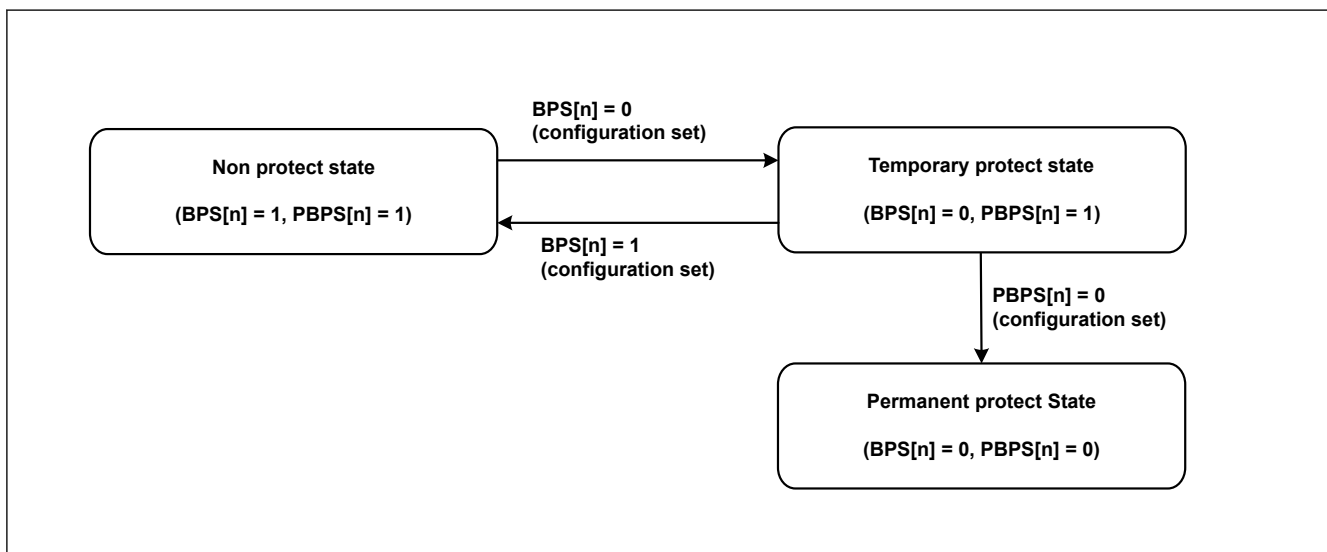 BPS[n] = 0
(configuration set)
Non protect state
(BPS[n] = 1, PBPS[n] = 1)
Temporary protect state
(BPS[n] = 0, PBPS[n] = 1)
BPS[n] = 1
(configuration set)
PBPS[n] = 0
(configuration set)
Permanent protect State
(BPS[n] = 0, PBPS[n] = 0)